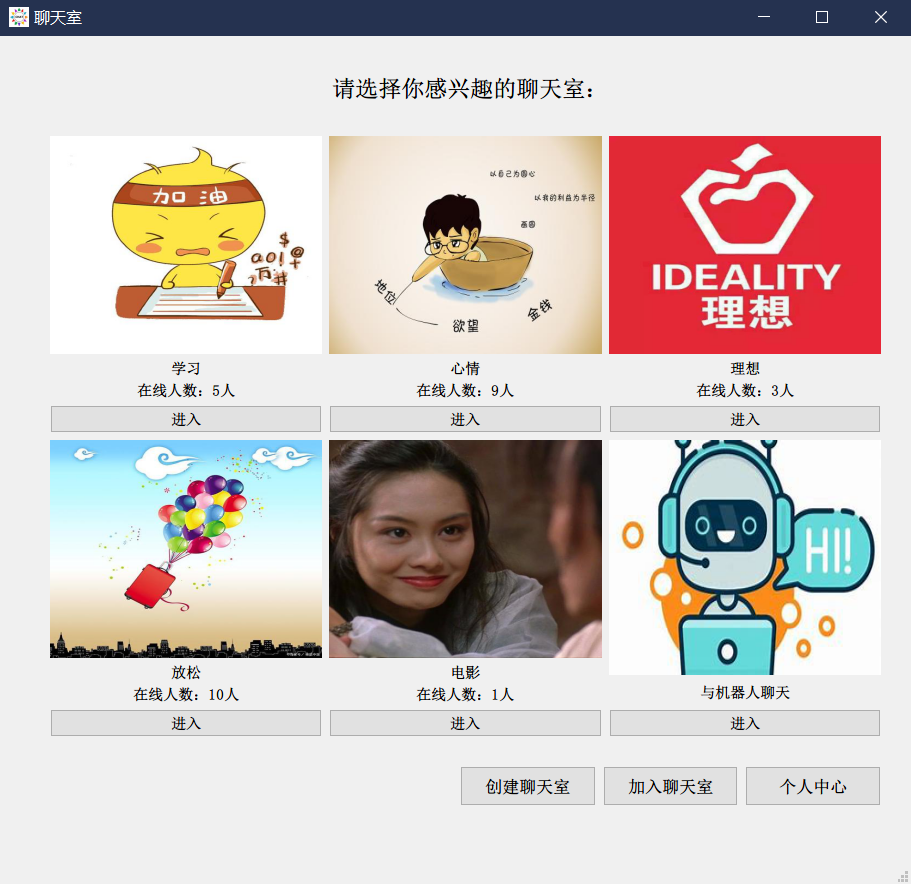 聊天室
请选择你感兴趣的聊天室：
加油
以自己为圆心
以我的利益为半径
画圆
地位
欲望
金钱
IDEALITY
理想
学习
心情
理想
在线人数：5人
在线人数：9人
在线人数：3人
进入
进入
进入
HI!
放松
电影
与机器人聊天
在线人数：10人
在线人数：1人
进入
进入
进入
创建聊天室
加入聊天室
个人中心